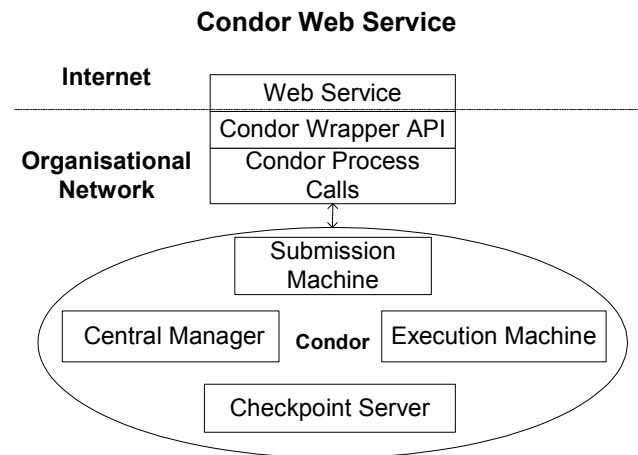 Condor Web Service
Internet
Web Service
Condor Wrapper API
Organisational
Network
Condor Process
Calls
Submission
Machine
Central Manager
Condor
Execution Machine
Checkpoint Server